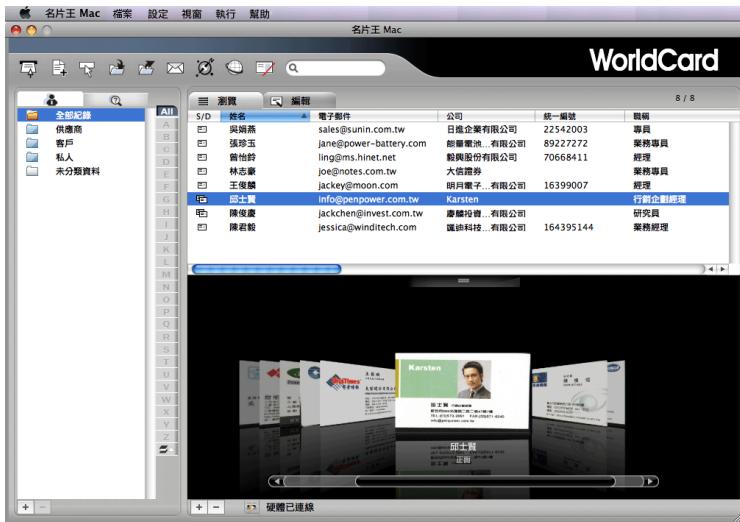 名片王 Mac 檔案 設定 視窗 執行 幫助
名片王 Mac
WorldCard
瀏覽 編輯 8 / 8
全部記錄
供應商
客戶
私人
未分類資料
All
A
B
C
D
E
F
G
H
I
J
K
L
M
N
O
P
Q
R
S
T
U
V
W
X
Y
Z
S/D 姓名 電子郵件 公司 統一編號 職稱
吳娟燕 sales@sunin.com.tw 日進企業有限公司 22542003 專員
張珍玉 jane@power-battery.com 能量電池...有限公司 89227272 業務專員
曾怡鈴 ling@ms.hinet.net 毅興股份有限公司 70668411 經理
林志豪 joe@notes.com.tw 大信證券 業務專員
王俊麟 jackey@moon.com 明月電子...有限公司 16399007 經理
邱士賢 info@penpower.com.tw Karsten 行銷企劃經理
陳俊慶 jackchen@invest.com.tw 慶麟投資...有限公司 研究員
陳君毅 jessica@winditech.com 颯迪科技...有限公司 164395144 業務經理
Karsten
邱士賢
正面
硬體已連線